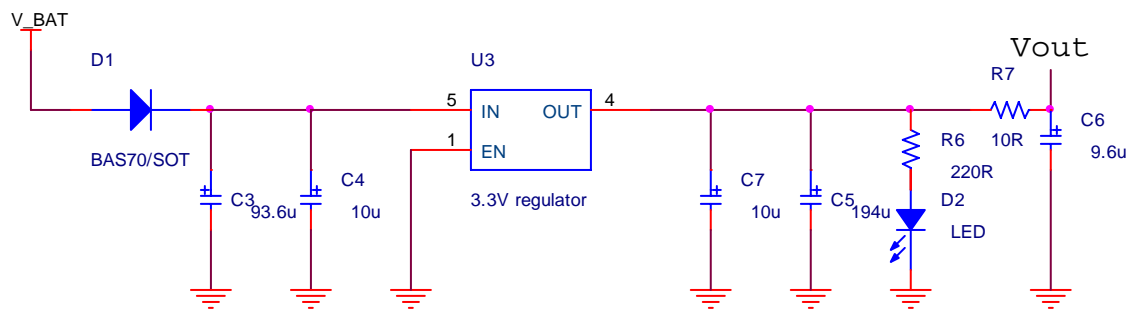 V_BAT
D1
BAS70/SOT
C3
93.6u
C4
10u
U3
5
IN
OUT
4
1
EN
3.3V regulator
C7
10u
C5
194u
R6
220R
D2
LED
R7
10R
Vout
C6
9.6u